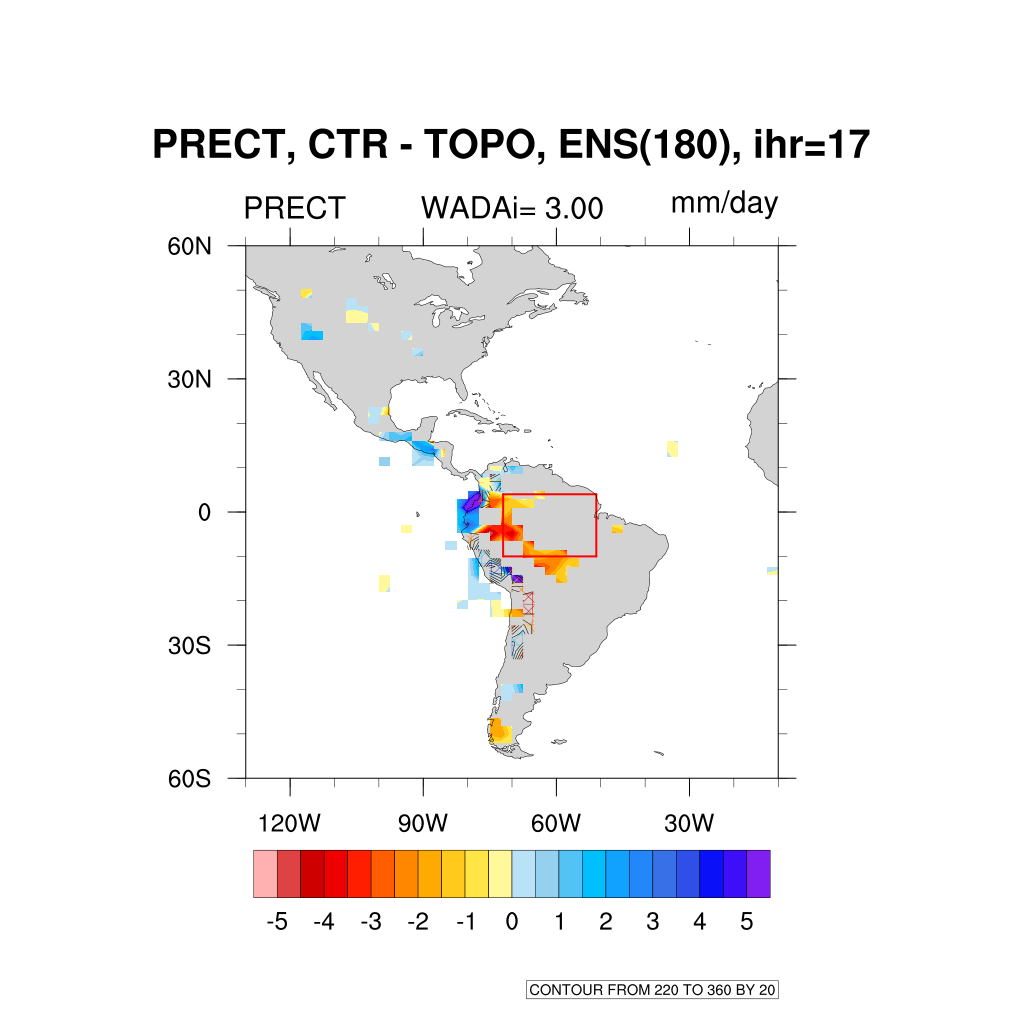 PRECT, CTR - TOPO, ENS(180), ihr=17
PRECT WADAi= 3.00 mm/day
60N
30N
0
30S
60S
120W 90W 60W 30W
-5 -4 -3 -2 -1 0 1 2 3 4 5
CONTOUR FROM 220 TO 360 BY 20